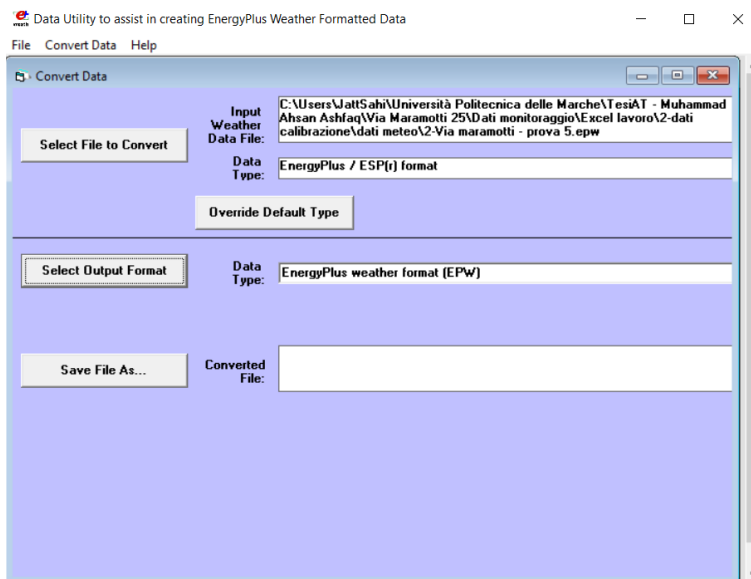 Data Utility to assist in creating EnergyPlus Weather Formatted Data
File Convert Data Help
Convert Data
Select File to Convert
Input
Weather
Data File:
C:\Users\JattSahi\Università Politecnica delle Marche\TesiAT - Muhammad
Ahsan Ashfaq\Via Maramotti 25\Dati monitoraggio\Excel lavoro\2-dati
calibrazione\dati meteo\2-Via maramotti - prova 5.epw
Data
Type:
EnergyPlus / ESP(r) format
Override Default Type
Select Output Format
Data
Type:
EnergyPlus weather format (EPW)
Save File As...
Converted
File: